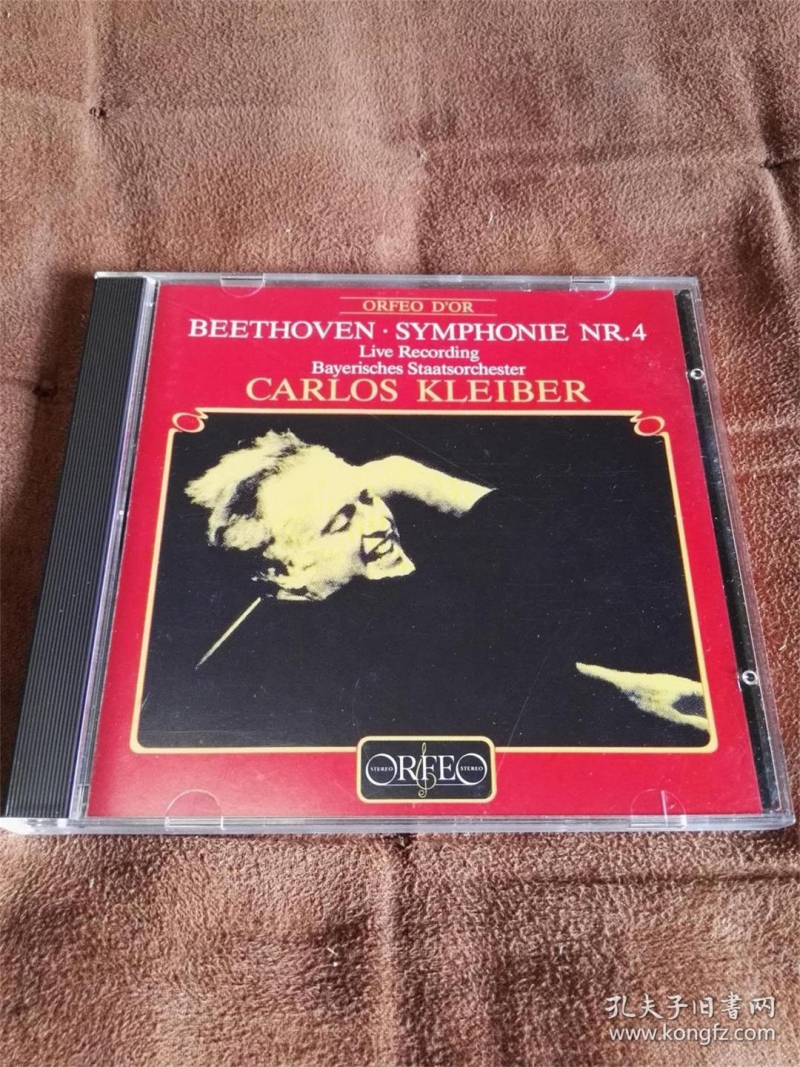 ORFEO D'OR
BEETHOVEN · SYMPHONIE NR.4
Live Recording
Bayerisches Staatsorchester
CARLOS KLEIBER
STEREO ORFEO STEREO
孔夫子旧书网
www.kongfz.com